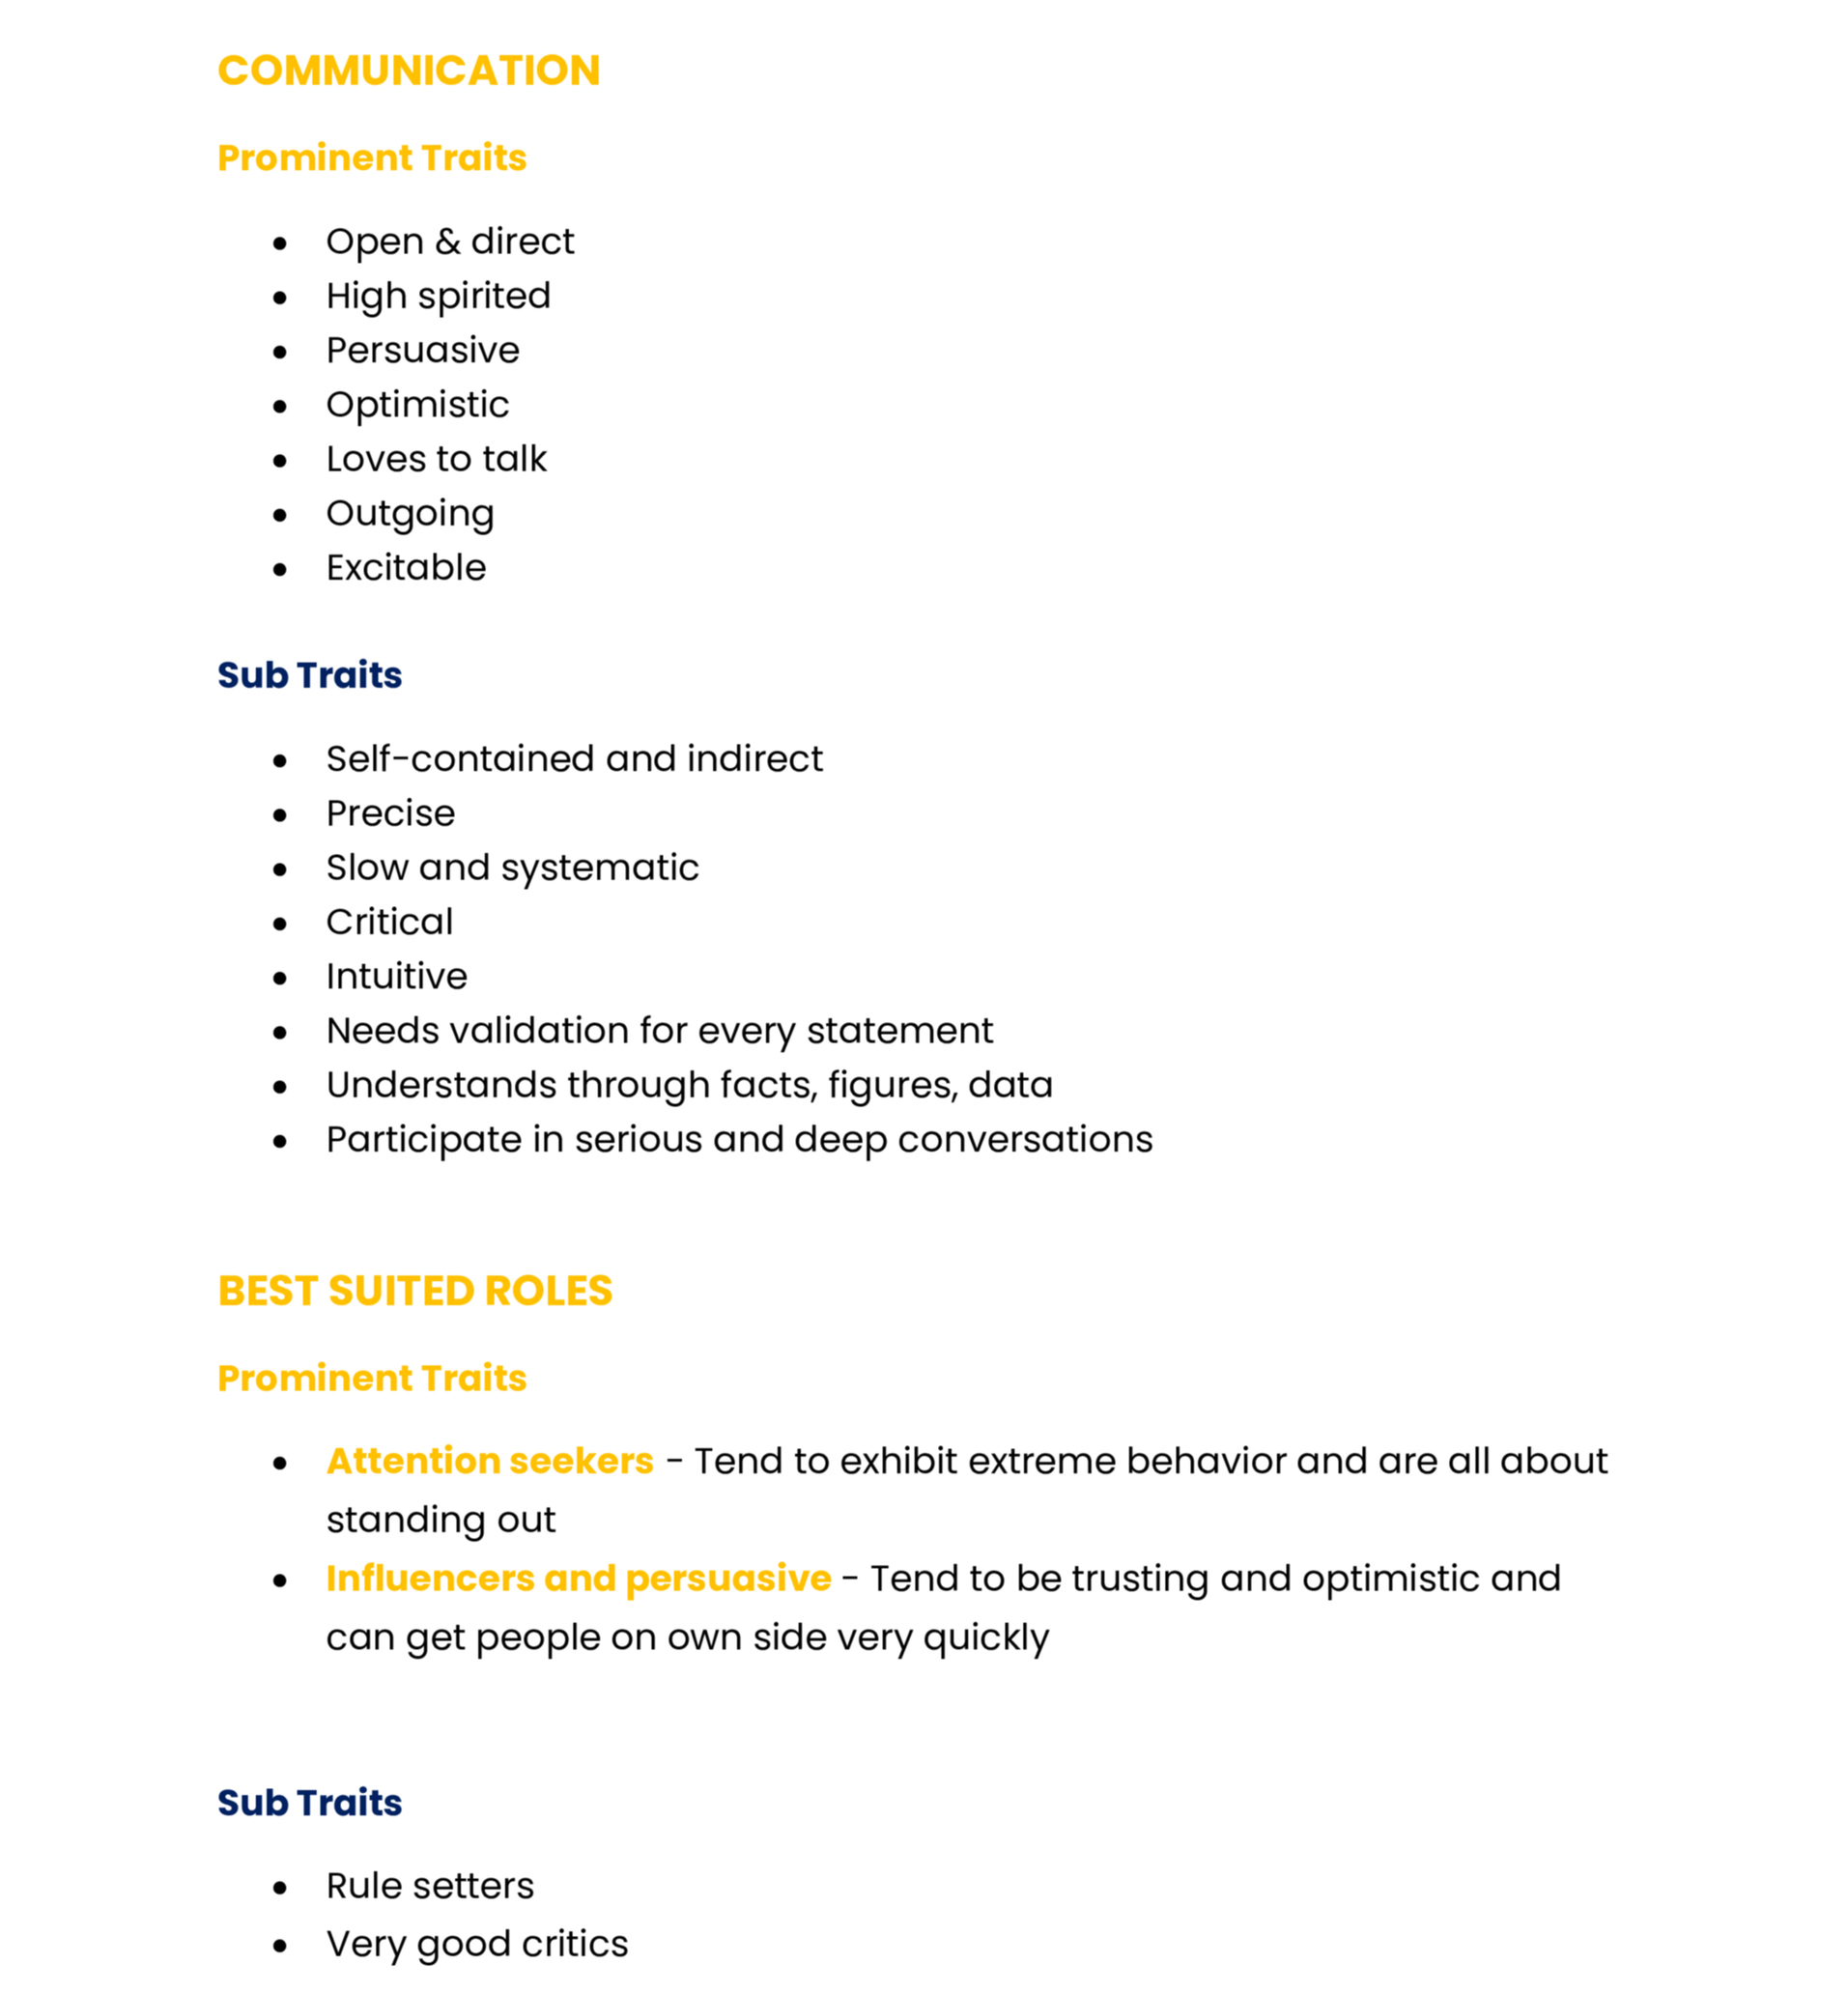 COMMUNICATION
Prominent Traits
● Open & direct
● High spirited
● Persuasive
● Optimistic
● Loves to talk
● Outgoing
● Excitable
Sub Traits
● Self-contained and indirect
● Precise
● Slow and systematic
● Critical
● Intuitive
● Needs validation for every statement
● Understands through facts, figures, data
● Participate in serious and deep conversations
BEST SUITED ROLES
Prominent Traits
● Attention seekers - Tend to exhibit extreme behavior and are all about
standing out
● Influencers and persuasive - Tend to be trusting and optimistic and
can get people on own side very quickly
Sub Traits
● Rule setters
● Very good critics